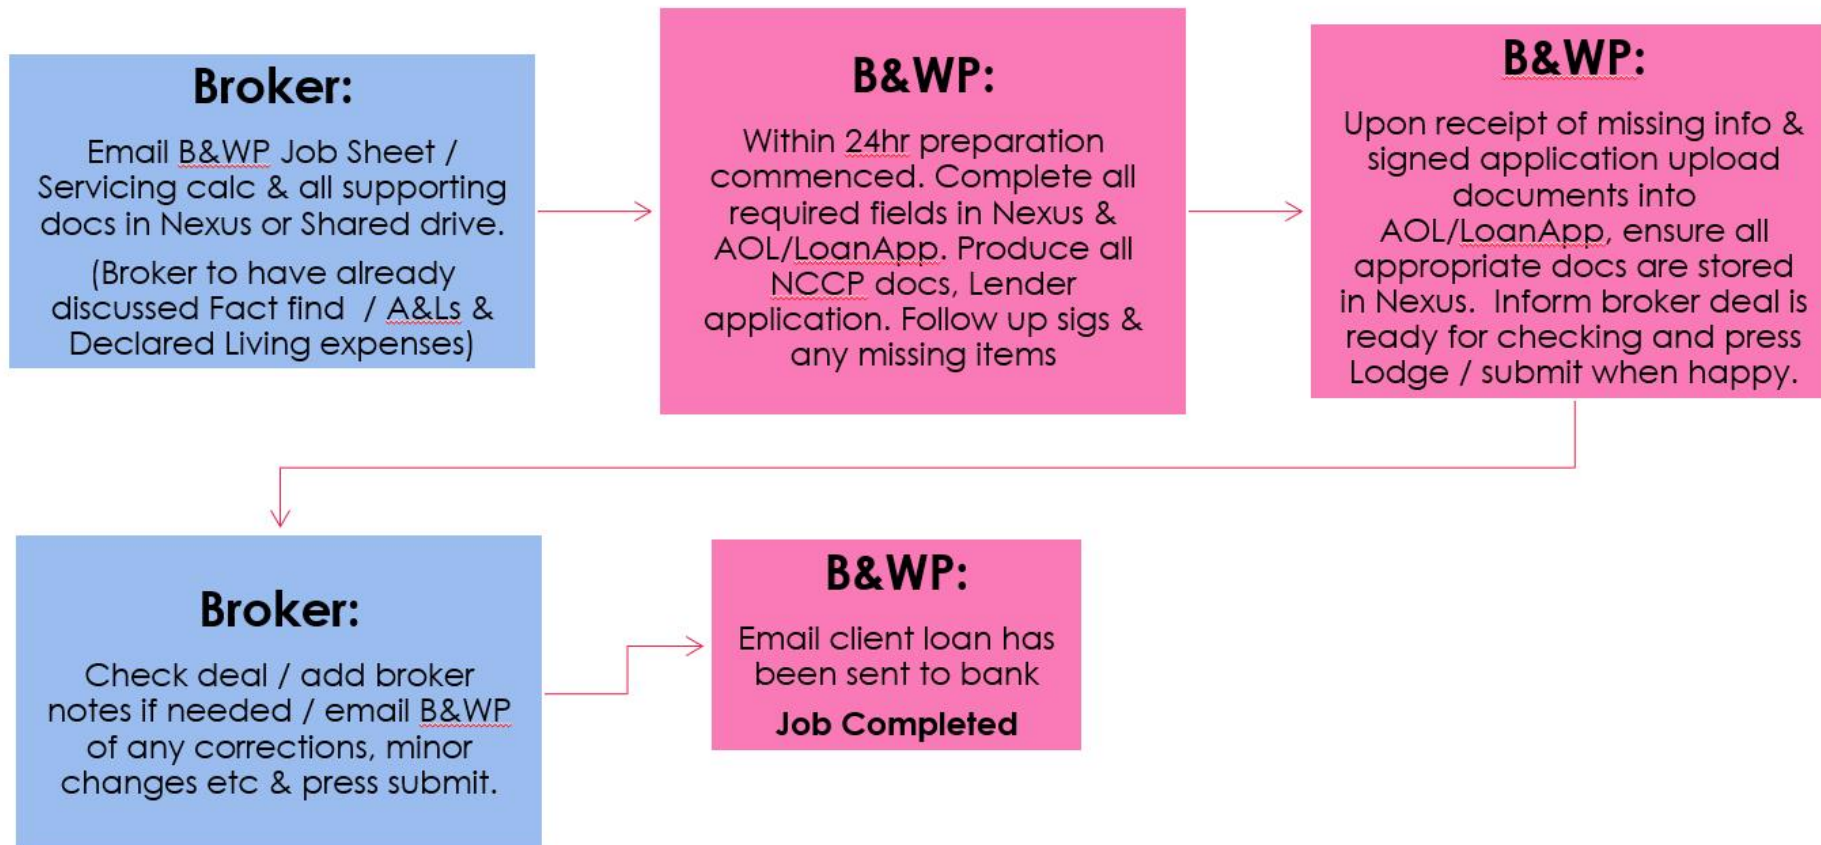 Broker:
Email B&WP Job Sheet /
Servicing calc & all supporting
docs in Nexus or Shared drive.
(Broker to have already
discussed Fact find / A&Ls &
Declared Living expenses)
B&WP:
Within 24hr preparation
commenced. Complete all
required fields in Nexus &
AOL/LoanApp. Produce all
NCCP docs, Lender
application. Follow up sigs &
any missing items
B&WP:
Upon receipt of missing info &
signed application upload
documents into
AOL/LoanApp, ensure all
appropriate docs are stored
in Nexus. Inform broker deal is
ready for checking and press
Lodge / submit when happy.
Broker:
Check deal / add broker
notes if needed / email B&WP
of any corrections, minor
changes etc & press submit.
B&WP:
Email client loan has
been sent to bank
Job Completed